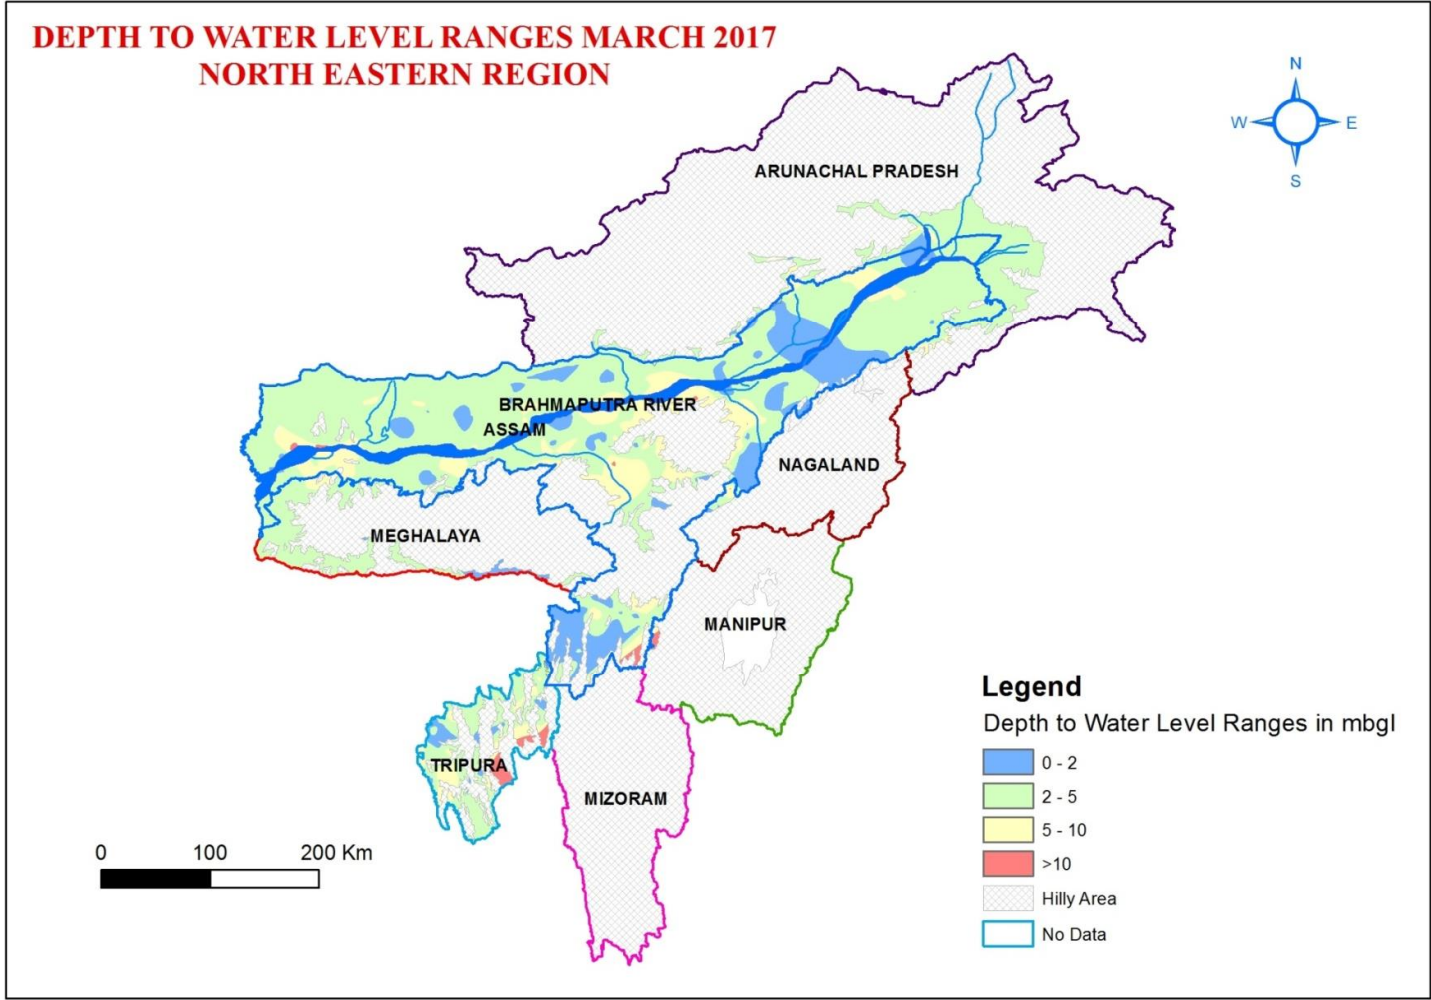 DEPTH TO WATER LEVEL RANGES MARCH 2017
NORTH EASTERN REGION
N
W E
S
ARUNACHAL PRADESH
BRAHMAPUTRA RIVER
ASSAM
NAGALAND
MEGHALAYA
MANIPUR
TRIPURA
MIZORAM
Legend
Depth to Water Level Ranges in mbgl
0 - 2
2 - 5
5 - 10
>10
Hilly Area
No Data
0 100 200 Km